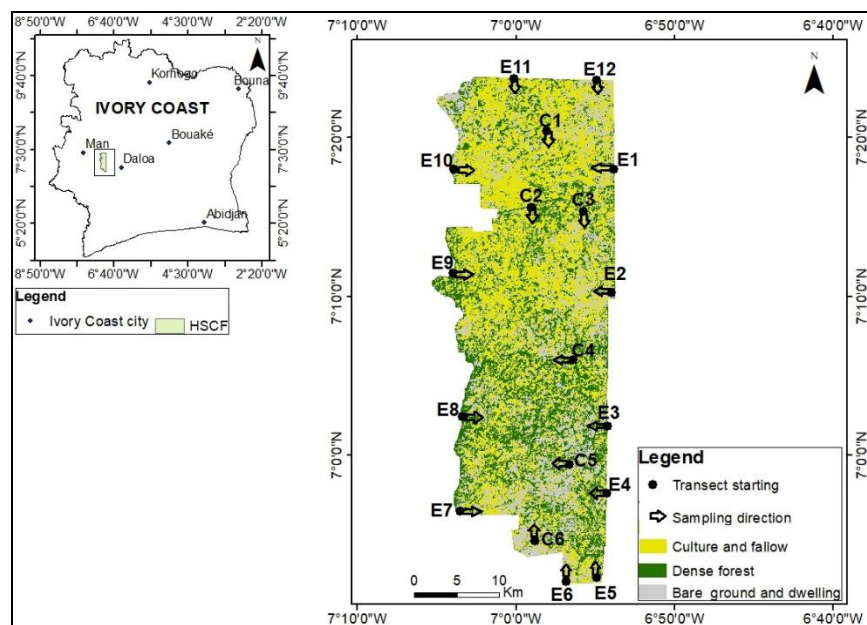 8°50'0"W 6°40'0"W 4°30'0"W 2°20'0"W
9°40'0"N
7°30'0"N
5°20'0"N
N
Korhogo
Bouna
IVORY COAST
Bouaké
Man
Daloa
Abidjan
9°40'0"N
7°30'0"N
5°20'0"N
8°50'0"W 6°40'0"W 4°30'0"W 2°20'0"W
Legend
Ivory Coast city
HSCF
7°10'0"W 7°0'0"W 6°50'0"W 6°40'0"W
N
7°20'0"N
7°10'0"N
7°0'0"N
E11
E12
C1
E10
E1
C2
C3
E9
E2
C4
E8
E3
C5
E4
E7
C6
E6
E5
7°20'0"N
7°10'0"N
7°0'0"N
0 5 10
Km
Legend
Transect starting
Sampling direction
Culture and fallow
Dense forest
Bare ground and dwelling
7°10'0"W 7°0'0"W 6°50'0"W 6°40'0"W